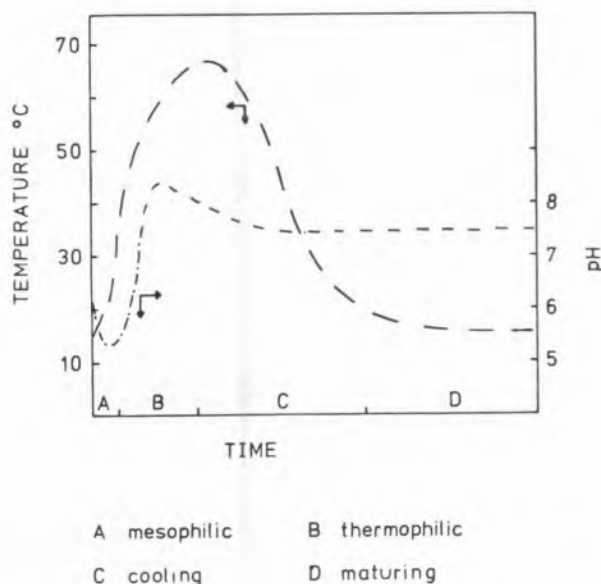 TEMPERATURE °C
70
50
30
10
8
7
6
5
pH
A B C D
TIME
A mesophilic B thermophilic
C cooling D maturing